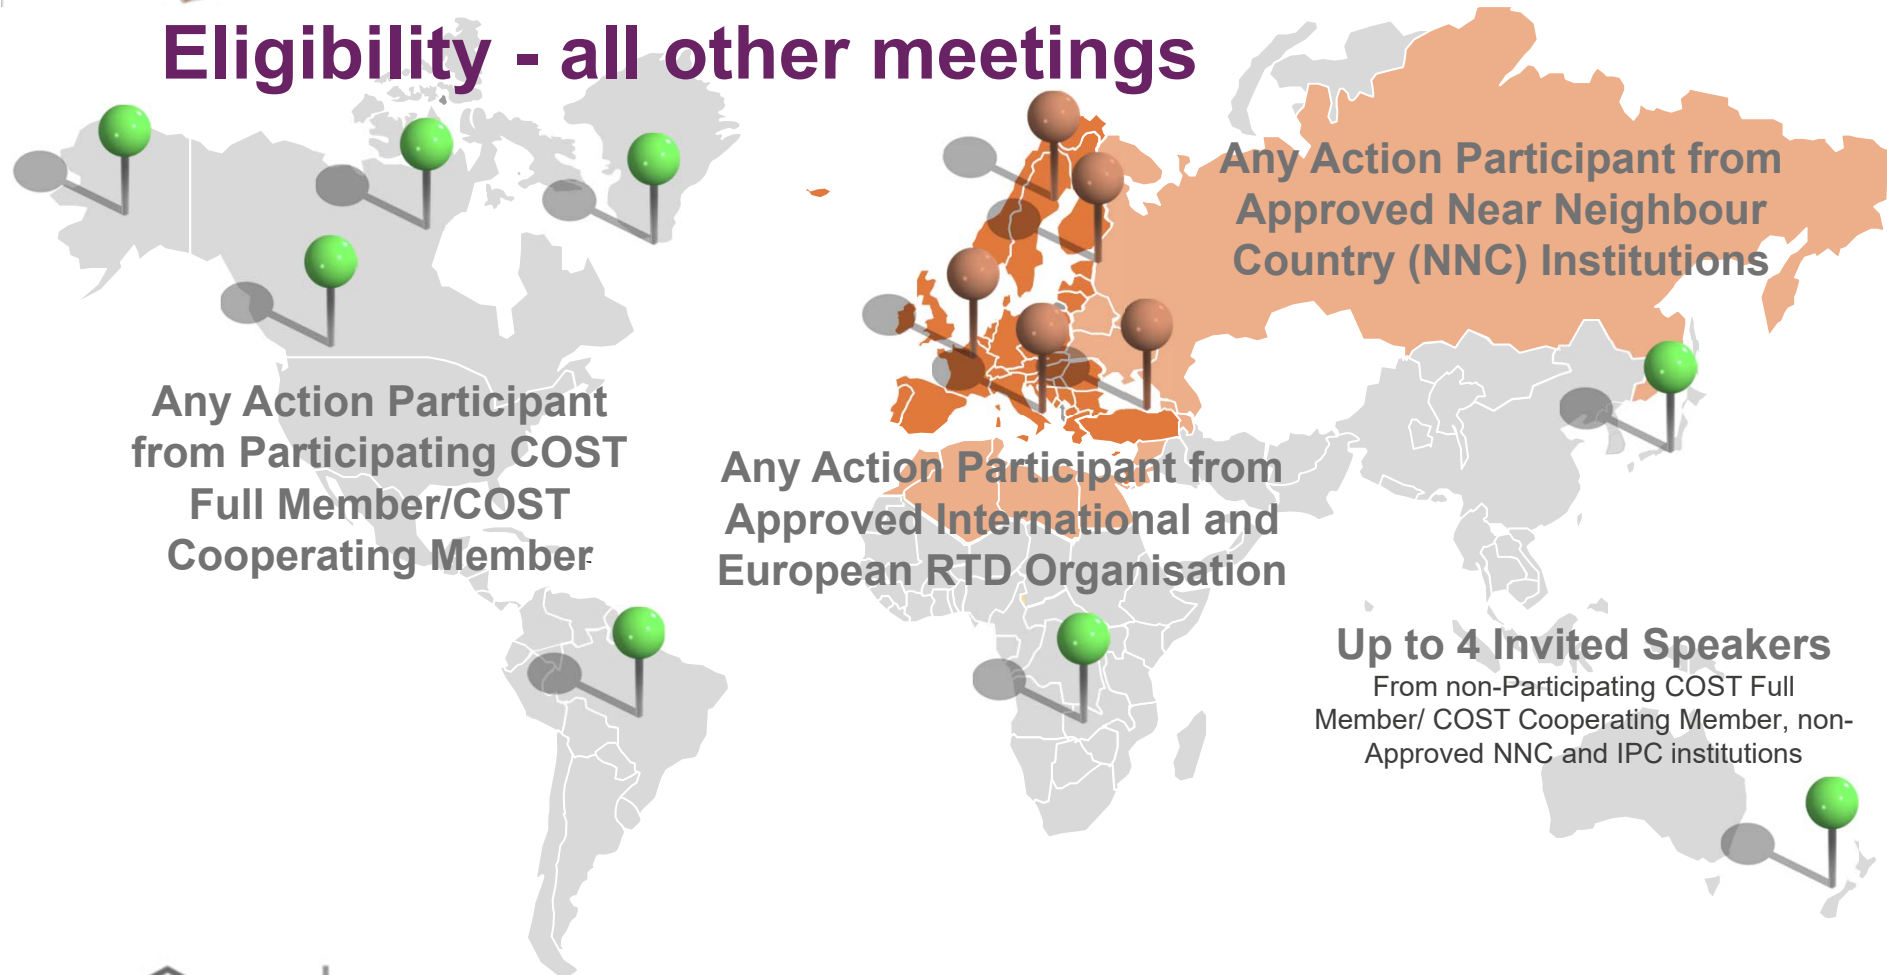 Eligibility - all other meetings
Any Action Participant from
Approved Near Neighbour
Country (NNC) Institutions
Any Action Participant
from Participating COST
Full Member/COST
Cooperating Member
Any Action Participant from
Approved International and
European RTD Organisation
Up to 4 Invited Speakers
From non-Participating COST Full
Member/ COST Cooperating Member, non-
Approved NNC and IPC institutions